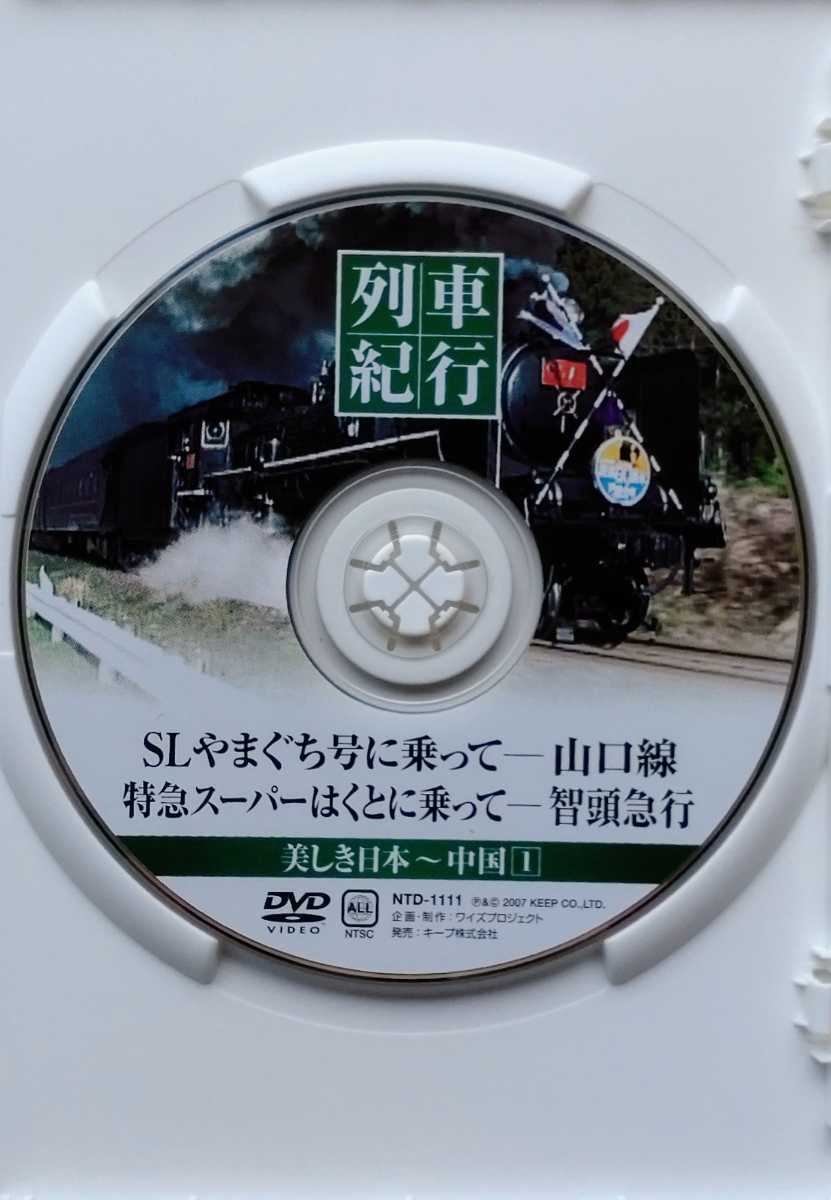 列車
紀行
SLやまぐち号に乗って─山口線
特急スーパーはくとに乗って─智頭急行
美しき日本～中国1
DVD
VIDEO
ALL
NTSC
NTD-1111 ℗&© 2007 KEEP CO.,LTD.
企画・制作：ワイズプロジェクト
発売：キープ株式会社